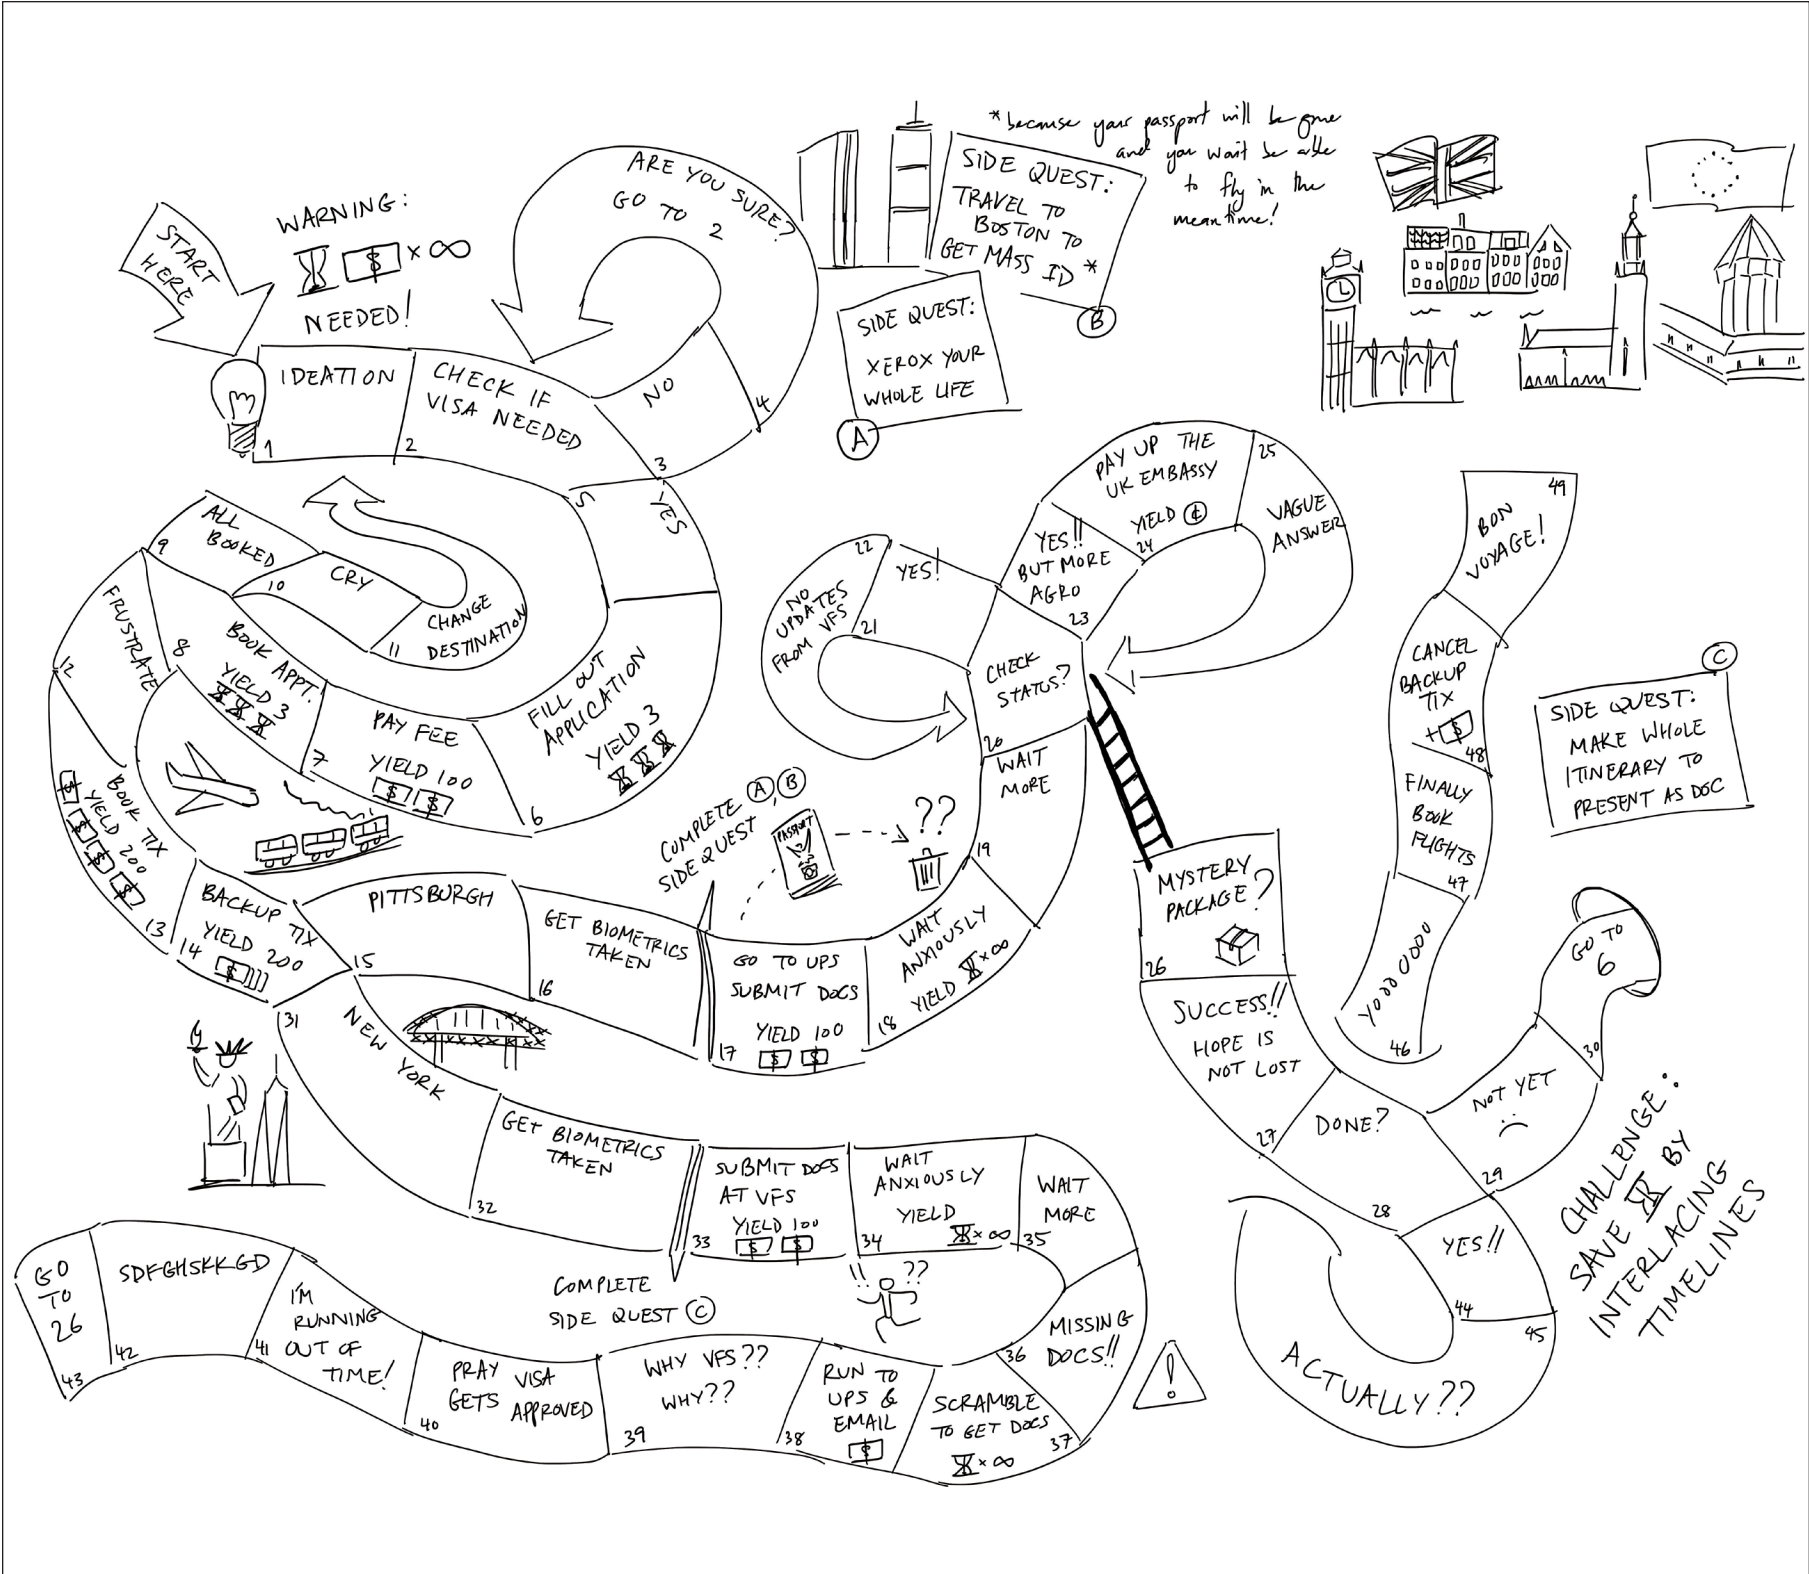 START
HERE
WARNING:
$ × ∞
NEEDED!
ARE YOU SURE?
GO TO 2
SIDE QUEST:
TRAVEL TO
BOSTON TO
GET MASS
ID *
B
*because your passport will be gone
and you won't be able
to fly in the
meantime!
SIDE QUEST:
XEROX YOUR
WHOLE LIFE
A
IDEATION
1
CHECK IF
VISA NEEDED
2
NO
3
4
YES
5
FILL OUT
APPLICATION
YIELD 3
6
PAY FEE
YIELD 100
$ $
7
BOOK APPT.
YIELD 3
8
ALL
BOOKED
9
CRY
10
CHANGE
DESTINATION
11
FRUSTRATE
12
BOOK TIX
YIELD 200
$ $ $ $
13
BACKUP TIX
YIELD 200
$
14
PITTSBURGH
15
GET BIOMETRICS
TAKEN
16
COMPLETE A, B
SIDE QUEST
PASSPORT
??
GO TO UPS
SUBMIT DOCS
YIELD 100
$ $
17
WAIT
ANXIOUSLY
YIELD × ∞
18
WAIT
MORE
19
CHECK
STATUS?
20
YES!
21
NO
UPDATES
FROM VFS
22
YES!!
BUT MORE
AGRO
23
PAY UP THE
UK EMBASSY
YIELD ¢
24
VAGUE
ANSWER
25
MYSTERY
PACKAGE?
26
SUCCESS!!
HOPE IS
NOT LOST
27
DONE?
28
NOT YET
29
GO TO
6
30
NEW YORK
31
GET BIOMETRICS
TAKEN
32
COMPLETE
SIDE QUEST C
SUBMIT DOCS
AT VFS
YIELD 100
$ $
33
WAIT
ANXIOUSLY
YIELD
× ∞
34
WAIT
MORE
35
!! ??
MISSING
DOCS!!
36
!
SCRAMBLE
TO GET DOCS
× ∞
37
RUN TO
UPS &
EMAIL
$
38
WHY VFS??
WHY??
39
PRAY VISA
GETS APPROVED
40
I'M
RUNNING
OUT OF
TIME!
41
SDFGHSKKGD
42
GO
TO
26
43
YES!!
44
ACTUALLY??
45
YOOOOOOO
46
FINALLY
BOOK
FLIGHTS
47
CANCEL
BACKUP
TIX
+$
48
BON
VOYAGE!
49
C
SIDE QUEST:
MAKE WHOLE
ITINERARY TO
PRESENT AS DOC
CHALLENGE:
SAVE BY
INTERLACING
TIMELINES